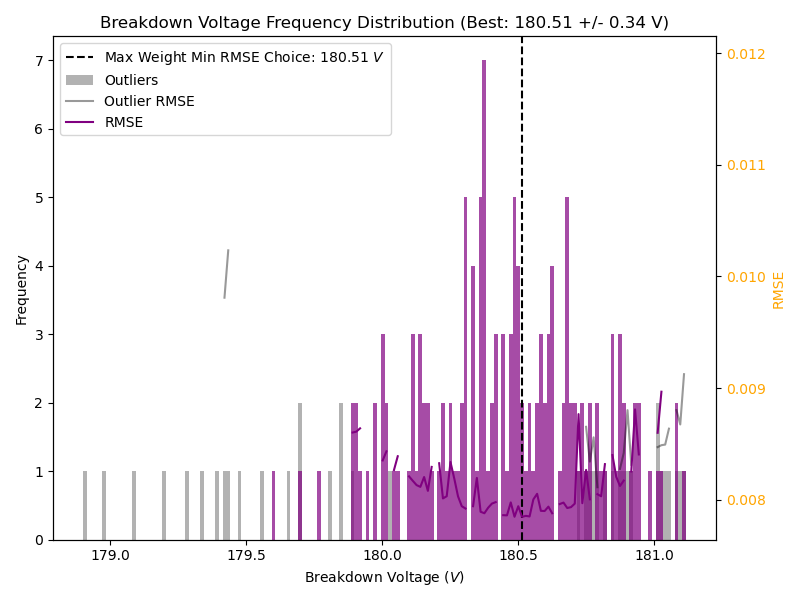 Breakdown Voltage Frequency Distribution (Best: 180.51 +/- 0.34 V)
Max Weight Min RMSE Choice: 180.51 V
Outliers
Outlier RMSE
RMSE
Frequency
7
6
5
4
3
2
1
0
0.012
0.011
0.010
0.009
0.008
RMSE
179.0 179.5 180.0 180.5 181.0
Breakdown Voltage (V)